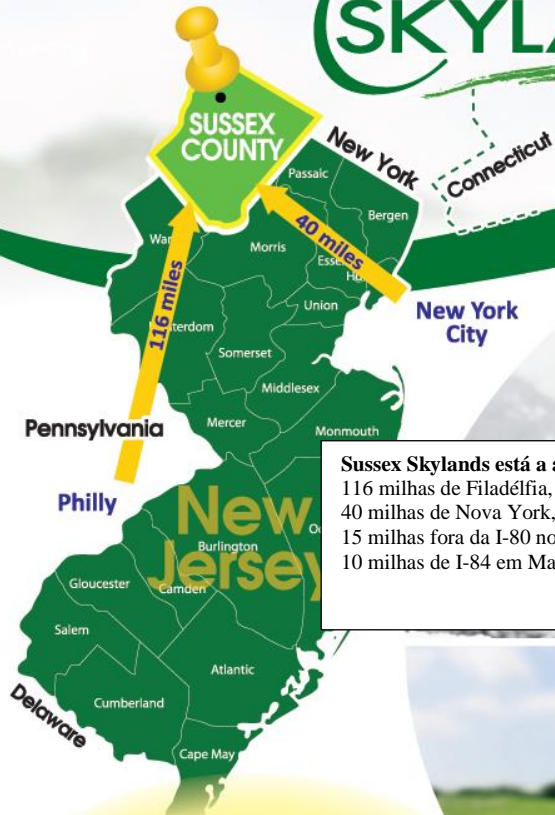 SKYLA
SUSSEX
COUNTY
New York
Connecticut
Passaic
Bergen
40 miles
Morris
116 miles
Union
New York
City
Somerset
Middlesex
Pennsylvania
Mercer
Monmouth
Philly
New
Jersey
Burlington
Camden
Gloucester
Salem
Atlantic
Delaware
Cumberland
Cape May
Sussex Skylands está a a
116 milhas de Filadélfia,
40 milhas de Nova York,
15 milhas fora da I-80 no
10 milhas de I-84 em Ma